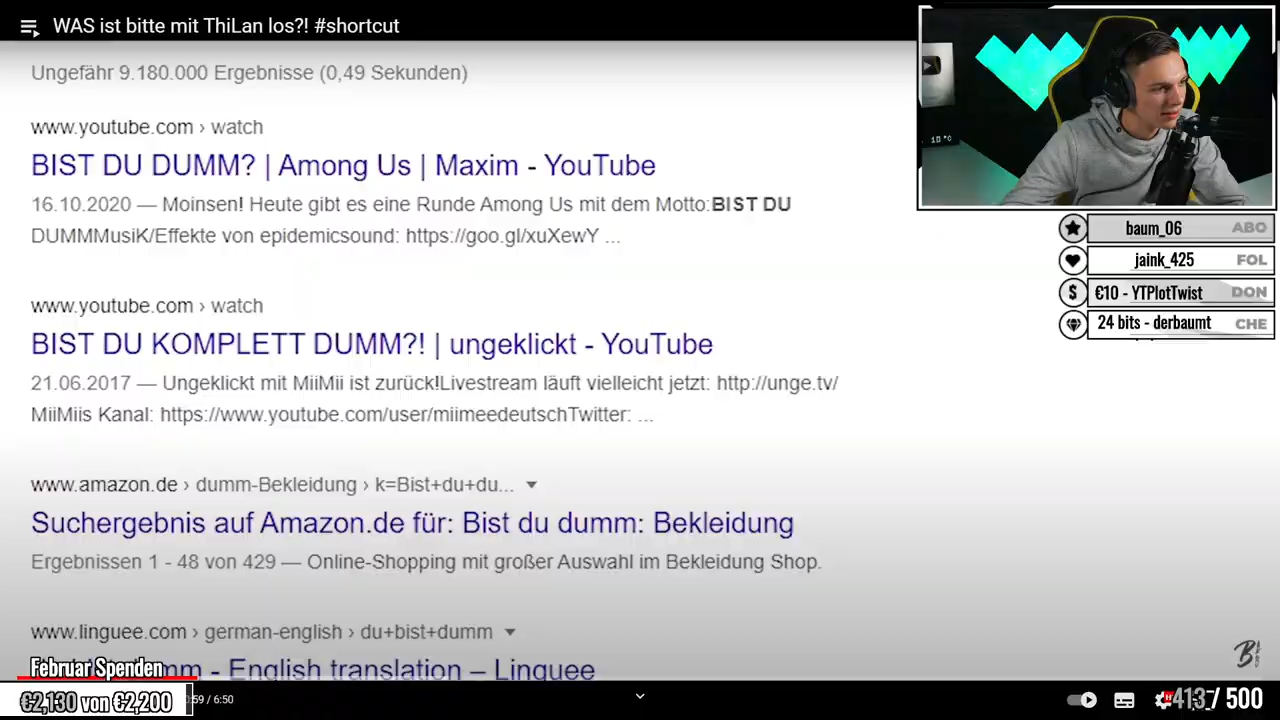 WAS ist bitte mit ThiLan los?! #shortcut
Ungefähr 9.180.000 Ergebnisse (0,49 Sekunden)
www.youtube.com › watch
BIST DU DUMM? | Among Us | Maxim - YouTube
16.10.2020 — Moinsen! Heute gibt es eine Runde Among Us mit dem Motto:BIST DU
DUMMMusiK/Effekte von epidemicsound: https://goo.gl/xuXewY ...
www.youtube.com › watch
BIST DU KOMPLETT DUMM?! | ungeklickt - YouTube
21.06.2017 — Ungeklickt mit MiiMii ist zurück!Livestream läuft vielleicht jetzt: http://unge.tv/
MiiMiis Kanal: https://www.youtube.com/user/miimeedeutschTwitter: ...
www.amazon.de › dumm-Bekleidung › k=Bist+du+du...
Suchergebnis auf Amazon.de für: Bist du dumm: Bekleidung
Ergebnissen 1 - 48 von 429 — Online-Shopping mit großer Auswahl im Bekleidung Shop.
www.linguee.com › german-english › du+bist+dumm
- English translation – Linguee
10 °C
baum_06 ABO
jaink_425 FOL
€10 - YTPlotTwist DON
24 bits - derbaumt CHE
Februar Spenden
€2,130 von €2,200
0:59 / 6:50
413 / 500